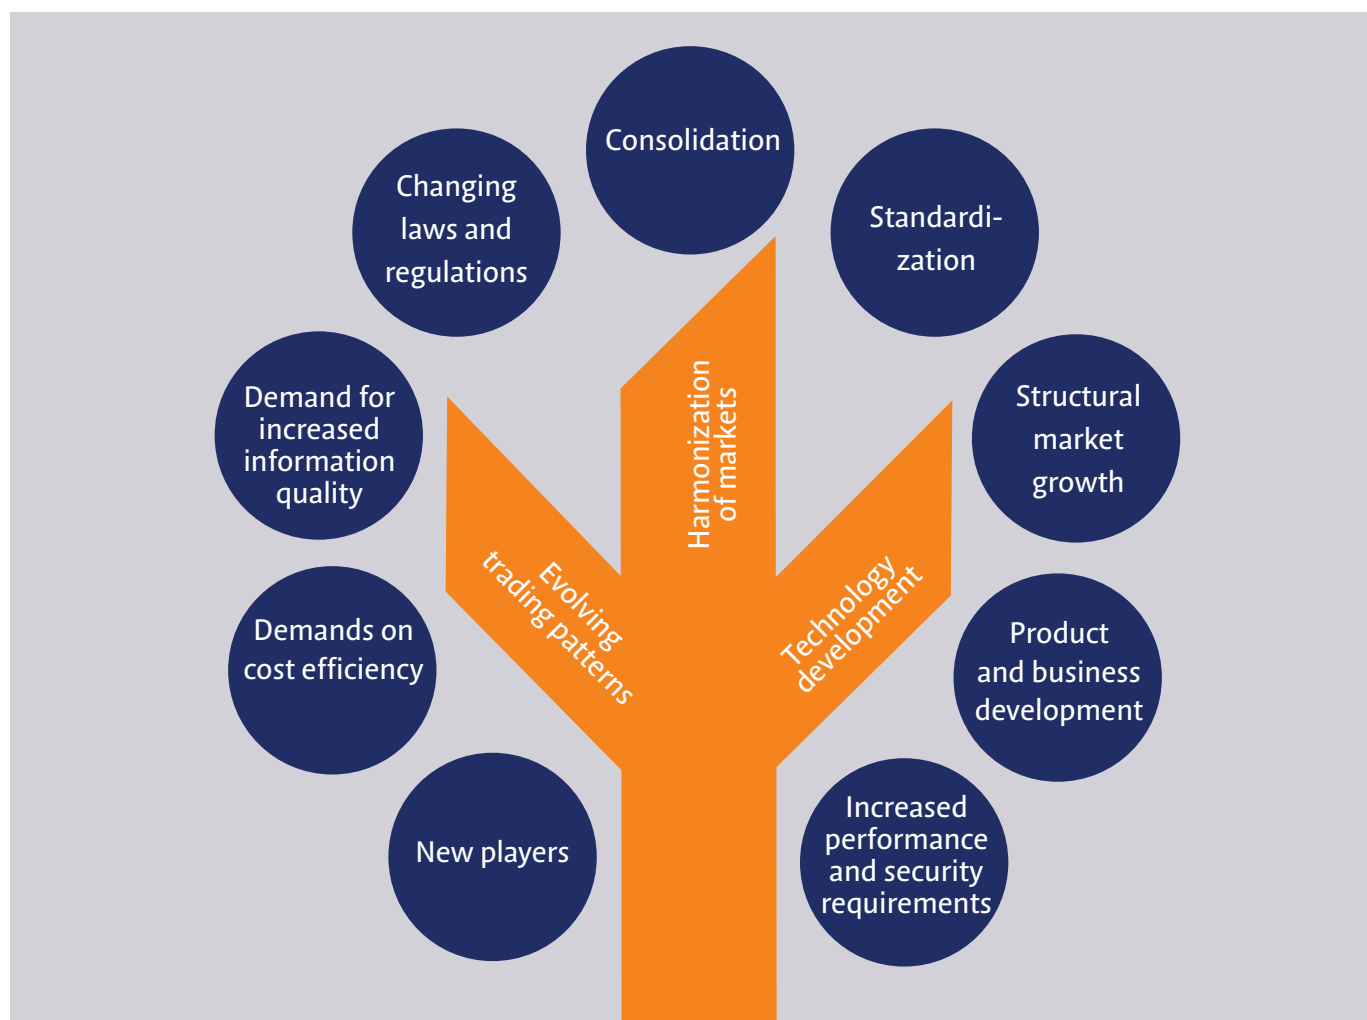 Consolidation
Changing
laws and
regulations
Standardi-
zation
Demand for
increased
information
quality
Structural
market
growth
Harmonization
of markets
Evolving
trading patterns
Technology
development
Demands on
cost efficiency
Product
and business
development
New players
Increased
performance
and security
requirements